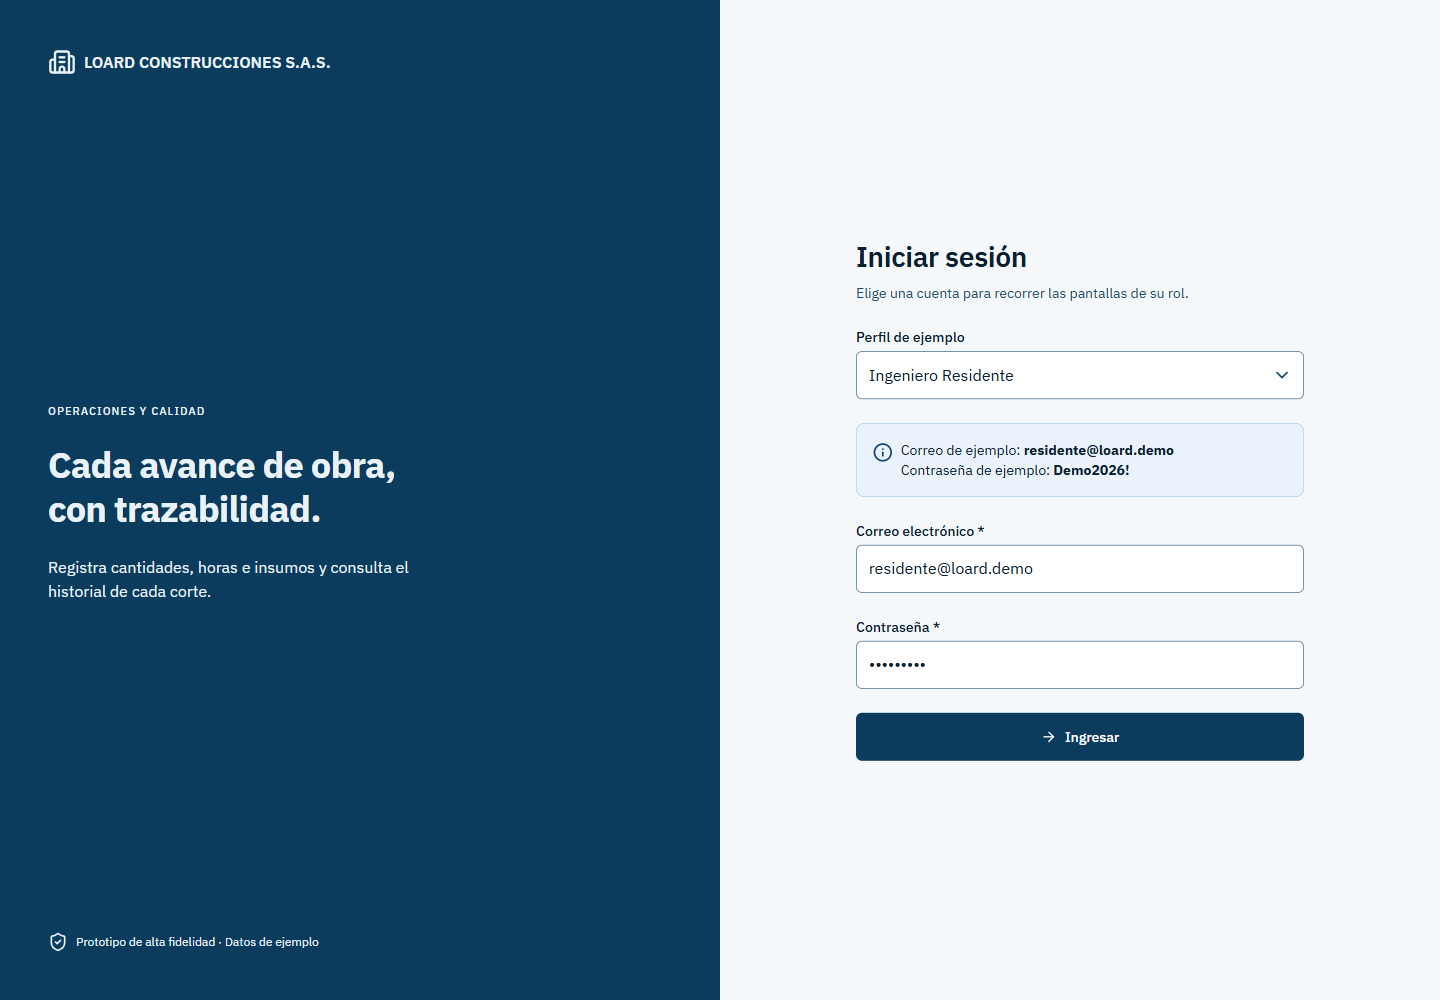 LOARD CONSTRUCCIONES S.A.S.
OPERACIONES Y CALIDAD
Cada avance de obra,
con trazabilidad.
Registra cantidades, horas e insumos y consulta el
historial de cada corte.
Prototipo de alta fidelidad · Datos de ejemplo
Iniciar sesión
Elige una cuenta para recorrer las pantallas de su rol.
Perfil de ejemplo
Ingeniero Residente
Correo de ejemplo: residente@loard.demo
Contraseña de ejemplo: Demo2026!
Correo electrónico *
residente@loard.demo
Contraseña *
•••••••••
Ingresar